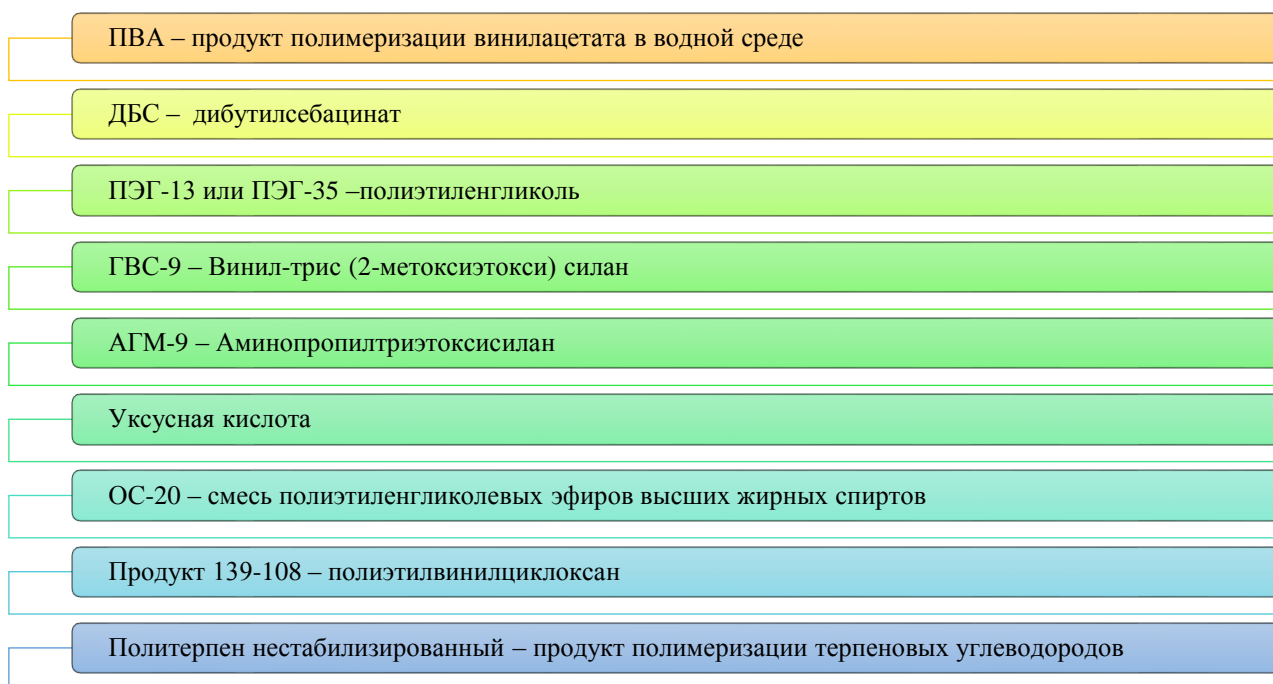 ПВА – продукт полимеризации винилацетата в водной среде
ДБС – дибутилсебацинат
ПЭГ-13 или ПЭГ-35 –полиэтиленгликоль
ГВС-9 – Винил-трис (2-метоксиэтокси) силан
АГМ-9 – Аминопропилтриэтоксисилан
Уксусная кислота
ОС-20 – смесь полиэтиленгликолевых эфиров высших жирных спиртов
Продукт 139-108 – полиэтилвинилциклоксан
Политерпен нестабилизированный – продукт полимеризации терпеновых углеводородов